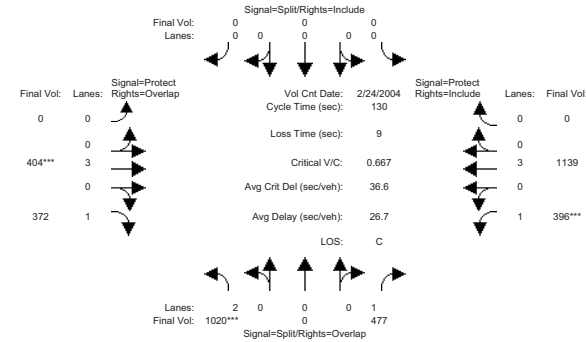 Signal=Split/Rights=Include
Final Vol: 0 0 0
Lanes: 0 0 0 0 0
Signal=Protect Signal=Protect
Final Vol: Lanes: Rights=Overlap Vol Cnt Date: 2/24/2004 Rights=Include Lanes: Final Vol:
Cycle Time (sec): 130
0 0 0 0
Loss Time (sec): 9
0 0
404*** 3 Critical V/C: 0.667 3 1139
0 Avg Crit Del (sec/veh): 36.6 0
372 1 Avg Delay (sec/veh): 26.7 1 396***
LOS: C
Lanes: 2 0 0 0 1
Final Vol: 1020*** 0 477
Signal=Split/Rights=Overlap